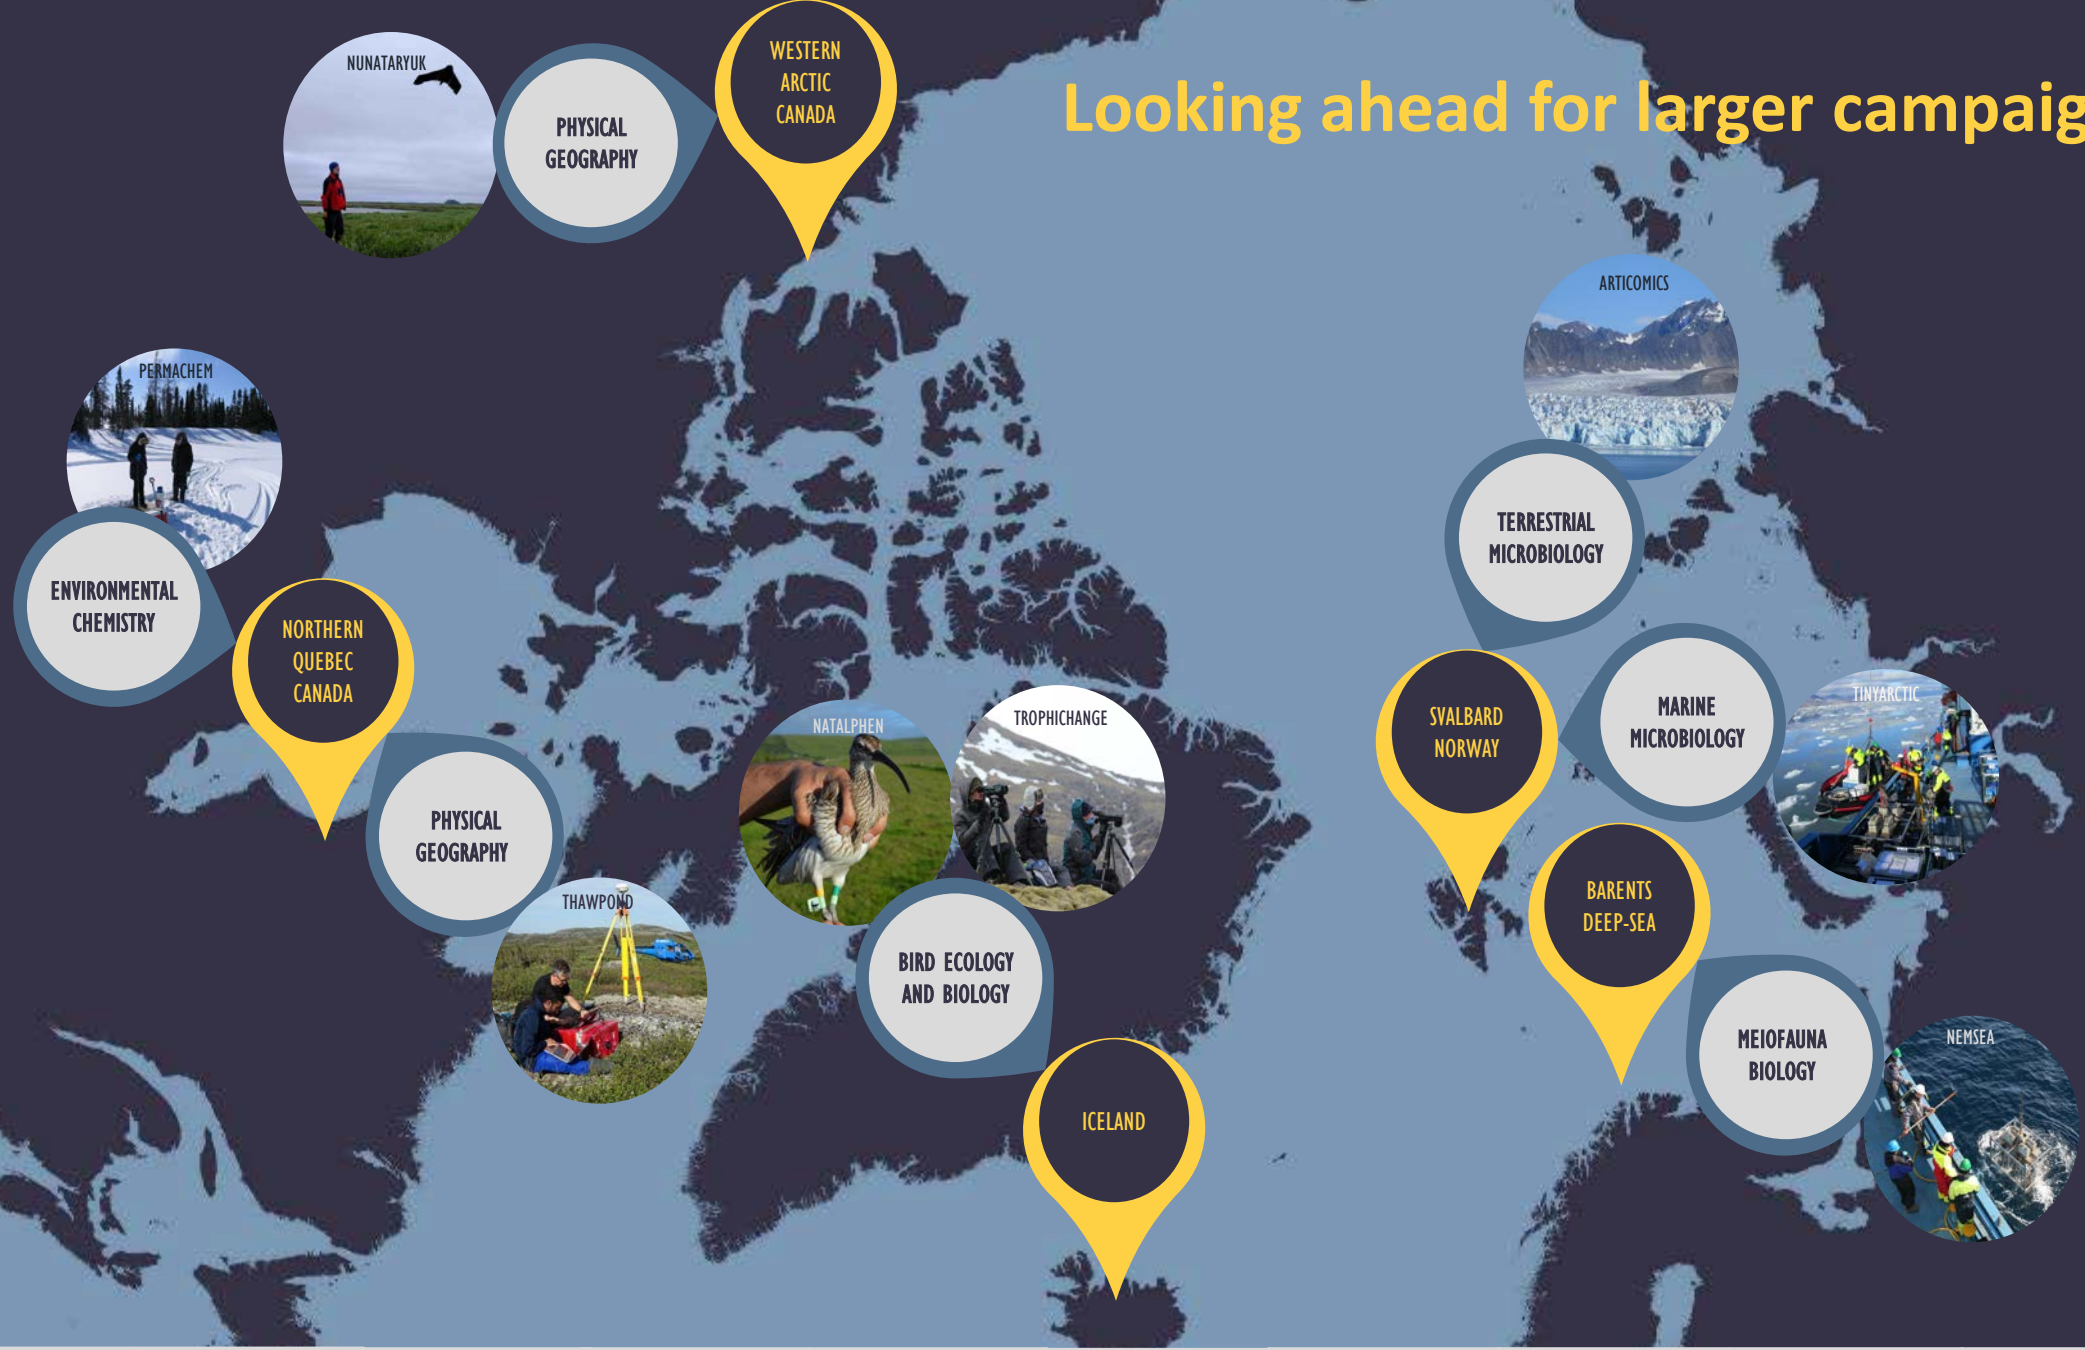 Looking ahead for larger campaig
NUNATARYUK
PHYSICAL
GEOGRAPHY
WESTERN
ARCTIC
CANADA
PERMACHEM
ENVIRONMENTAL
CHEMISTRY
NORTHERN
QUEBEC
CANADA
PHYSICAL
GEOGRAPHY
THAWPOND
NATALPHEN
TROPHICHANGE
BIRD ECOLOGY
AND BIOLOGY
ICELAND
ARTICOMICS
TERRESTRIAL
MICROBIOLOGY
SVALBARD
NORWAY
MARINE
MICROBIOLOGY
TINYARCTIC
BARENTS
DEEP-SEA
MEIOFAUNA
BIOLOGY
NEMSEA